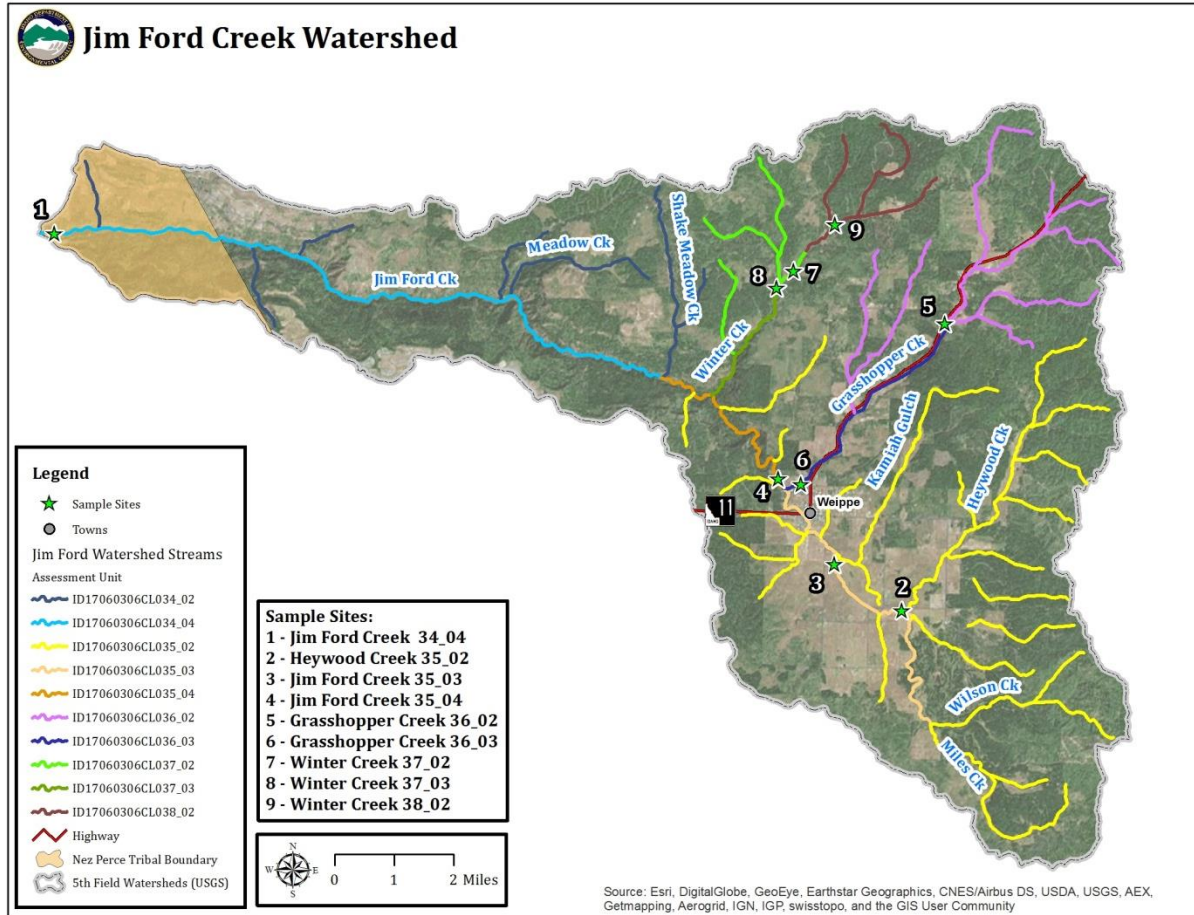 Jim Ford Creek Watershed
1
Shake Meadow Ck
Meadow Ck
Jim Ford Ck
9
7
8
5
Winter Ck
Grasshopper Ck
Kamiah Gulch
Heywood Ck
6
4
Weippe
11
3
2
Wilson Ck
Miles Ck
Legend
Sample Sites
Towns
Jim Ford Watershed Streams
Assessment Unit
ID17060306CL034_02
ID17060306CL034_04
ID17060306CL035_02
ID17060306CL035_03
ID17060306CL035_04
ID17060306CL036_02
ID17060306CL036_03
ID17060306CL037_02
ID17060306CL037_03
ID17060306CL038_02
Highway
Nez Perce Tribal Boundary
5th Field Watersheds (USGS)
Sample Sites:
1 - Jim Ford Creek 34_04
2 - Heywood Creek 35_02
3 - Jim Ford Creek 35_03
4 - Jim Ford Creek 35_04
5 - Grasshopper Creek 36_02
6 - Grasshopper Creek 36_03
7 - Winter Creek 37_02
8 - Winter Creek 37_03
9 - Winter Creek 38_02
N
W E
S
0 1 2 Miles
Source: Esri, DigitalGlobe, GeoEye, Earthstar Geographics, CNES/Airbus DS, USDA, USGS, AEX,
Getmapping, Aerogrid, IGN, IGP, swisstopo, and the GIS User Community